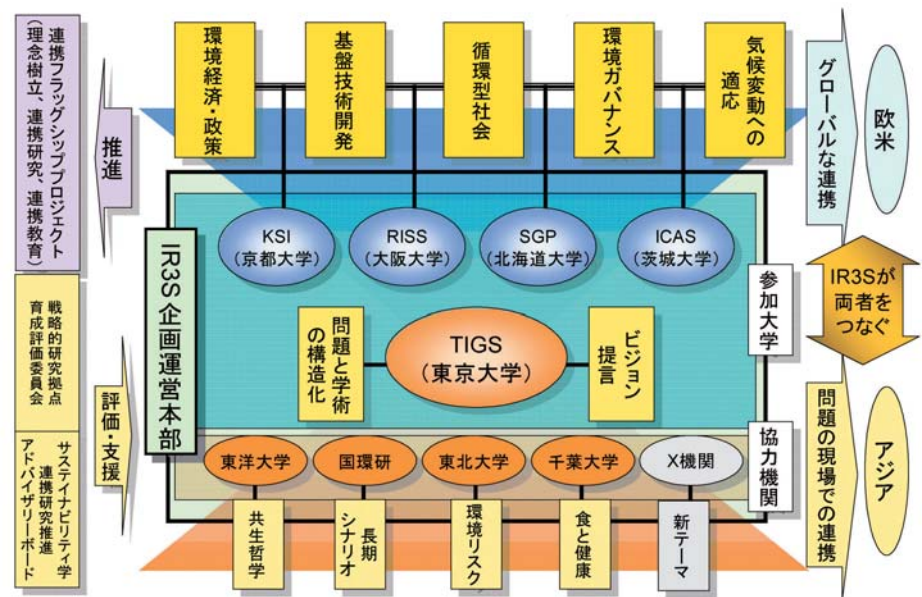 連携フラッグシッププロジェクト
(理念樹立、連携研究、連携教育)
推進
戦略的研究拠点
育成評価委員会
サステイナビリティ学
連携研究推進
アドバイザリーボード
評価・支援
環境経済・政策
基盤技術開発
循環型社会
環境ガバナンス
気候変動への
適応
IR3S企画運営本部
KSI
(京都大学)
RISS
(大阪大学)
SGP
(北海道大学)
ICAS
(茨城大学)
問題と学術
の構造化
TIGS
(東京大学)
ビジョン
提言
参加大学
東洋大学
国環研
東北大学
千葉大学
X機関
協力機関
共生哲学
長期
シナリオ
環境リスク
食と健康
新テーマ
グローバルな連携
欧米
IR3Sが
両者を
つなぐ
問題の現場での連携
アジア